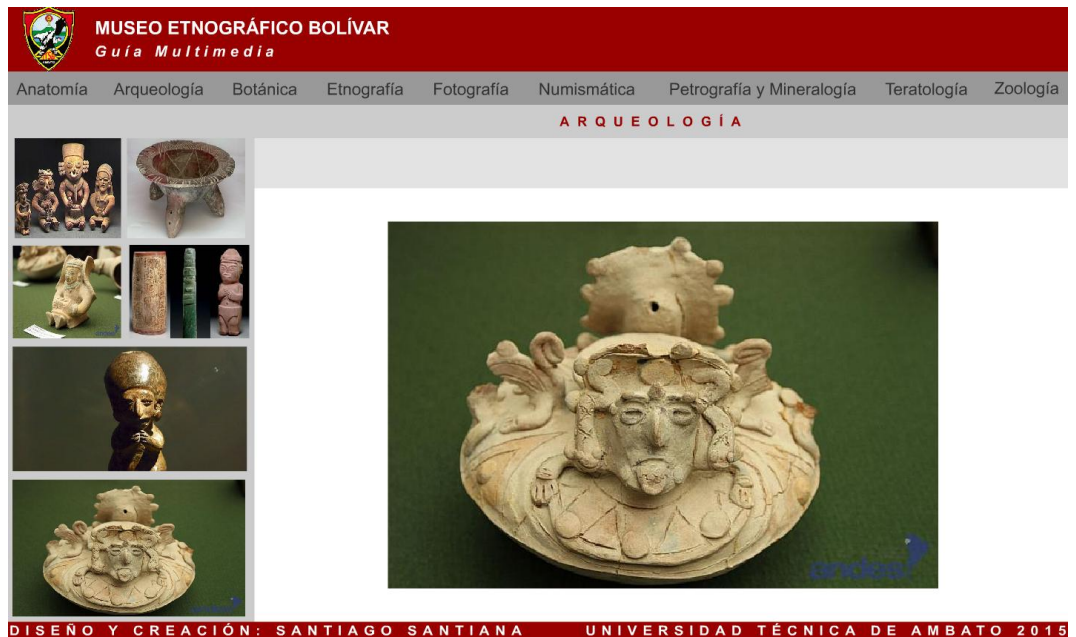 MUSEO ETNOGRÁFICO BOLÍVAR
Guía Multimedia
Anatomía Arqueología Botánica Etnografía Fotografía Numismática Petrografía y Mineralogía Teratología Zoología
ARQUEOLOGÍA
andes
DISEÑO Y CREACIÓN: SANTIAGO SANTIANA UNIVERSIDAD TÉCNICA DE AMBATO 2015